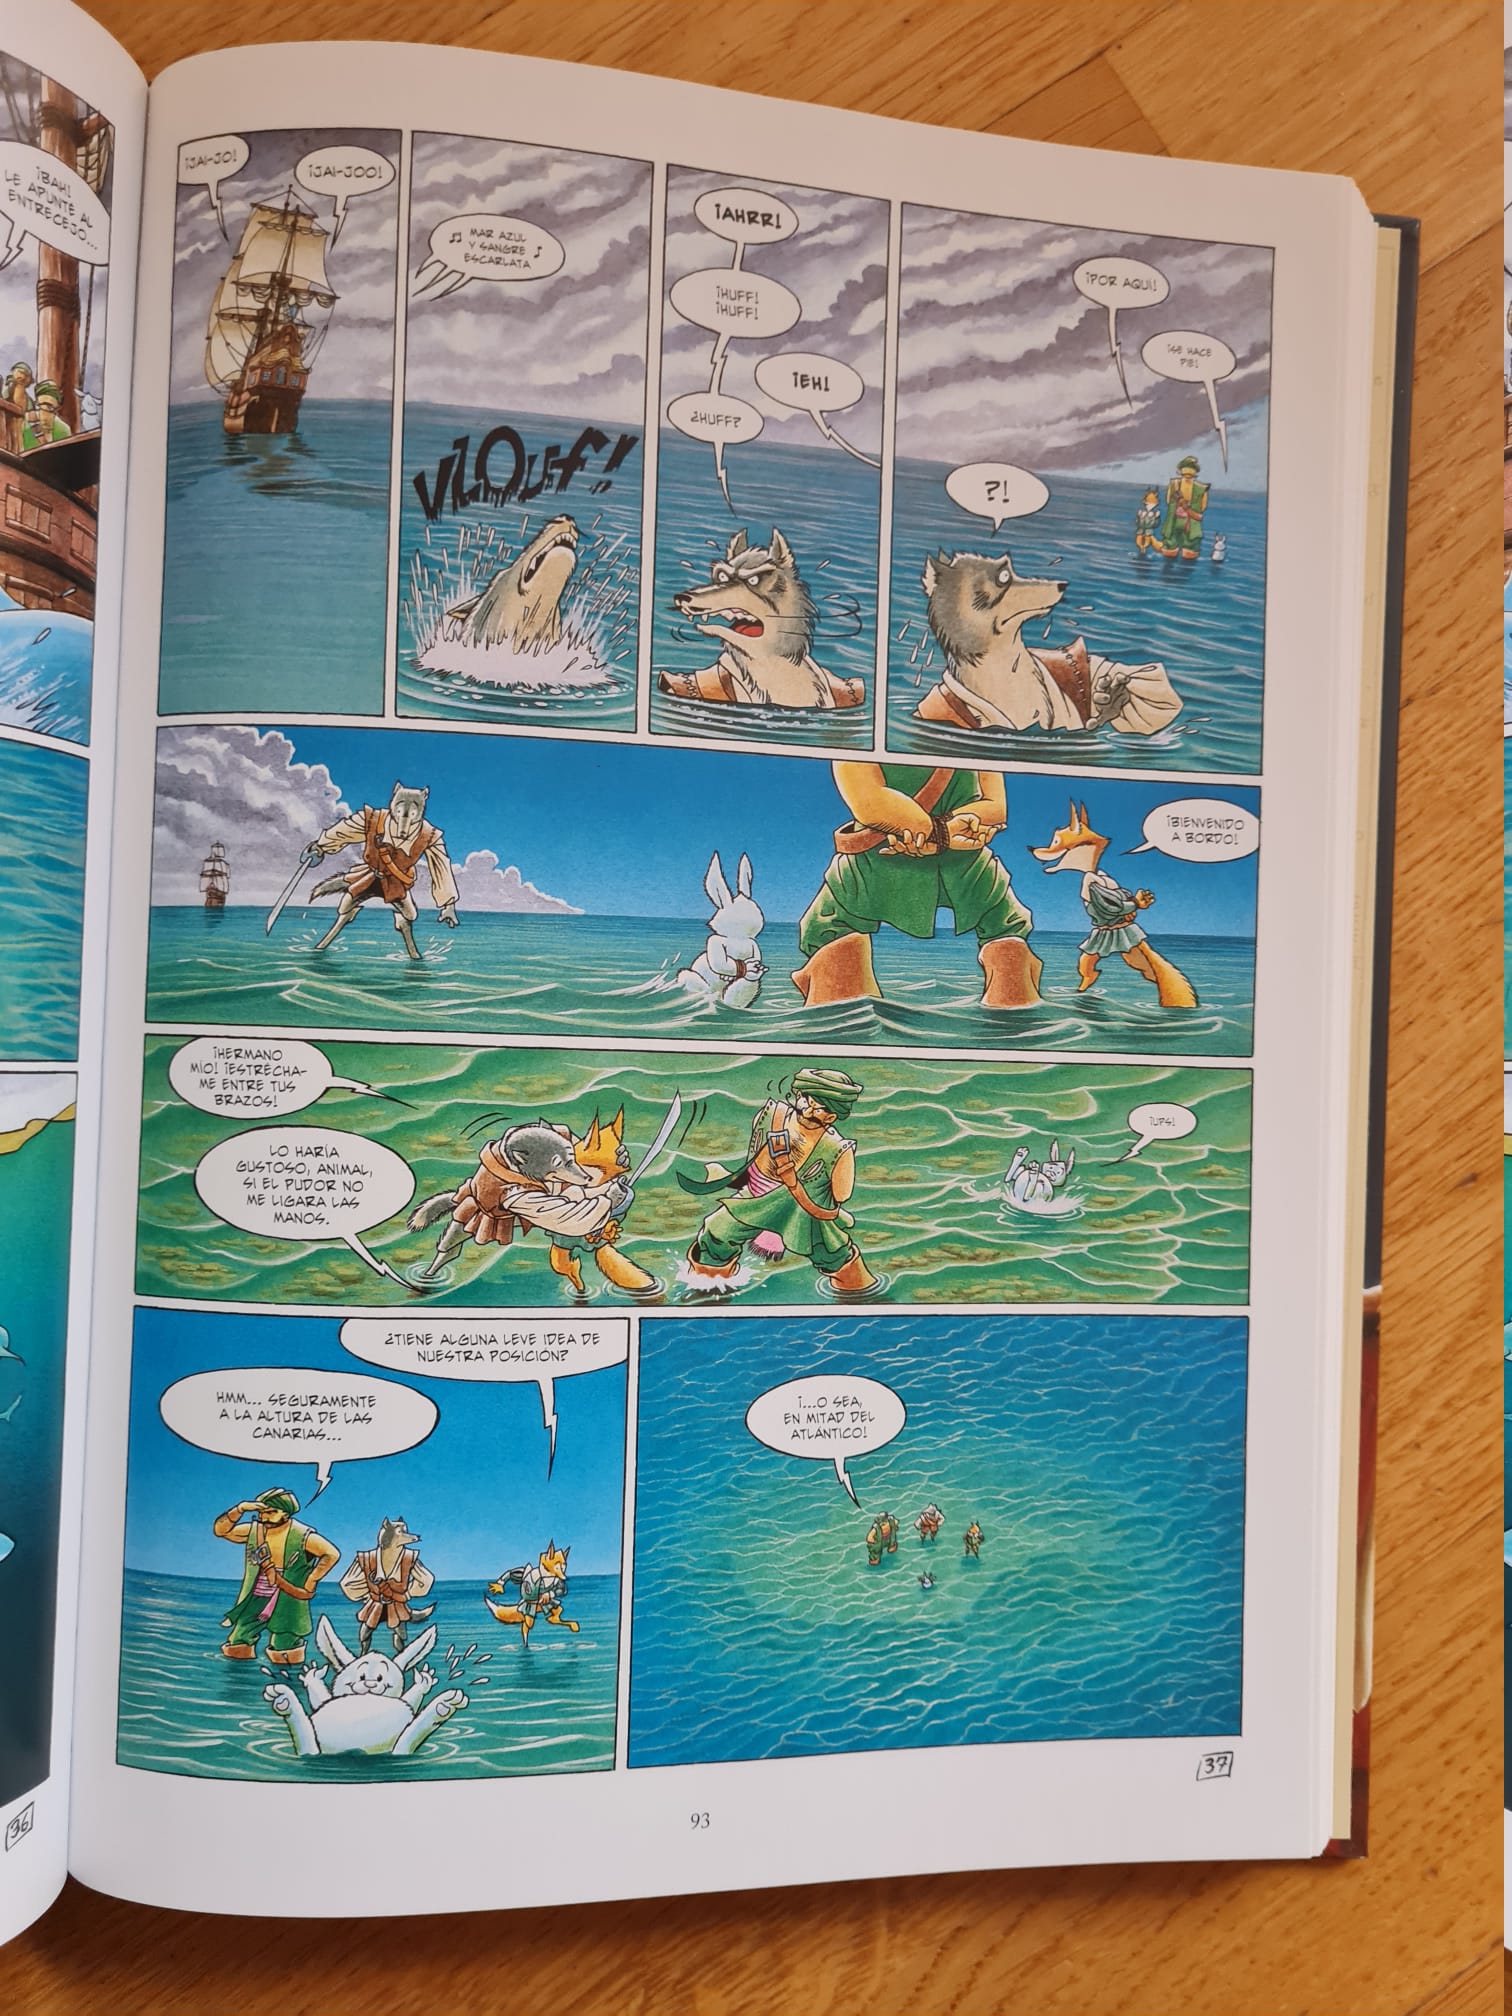 ¡BAH!
LE APUNTÉ AL
ENTRECEJO...
36
¡JAI-JO!
¡JAI-JOO!
MAR AZUL
Y SANGRE
ESCARLATA
VLOUF!
¡AHRR!
¡HUFF!
¡HUFF!
¿HUFF?
¡EH!
¡POR AQUÍ!
¡SE HACE
PIE!
?!
¡BIENVENIDO
A BORDO!
¡HERMANO
MÍO! ¡ESTRÉCHA-
ME ENTRE TUS
BRAZOS!
LO HARÍA
GUSTOSO, ANIMAL,
SI EL PUDOR NO
ME LIGARA LAS
MANOS.
¡UPS!
¿TIENE ALGUNA LEVE IDEA DE
NUESTRA POSICIÓN?
HMM... SEGURAMENTE
A LA ALTURA DE LAS
CANARIAS...
¡...O SEA,
EN MITAD DEL
ATLÁNTICO!
37
93